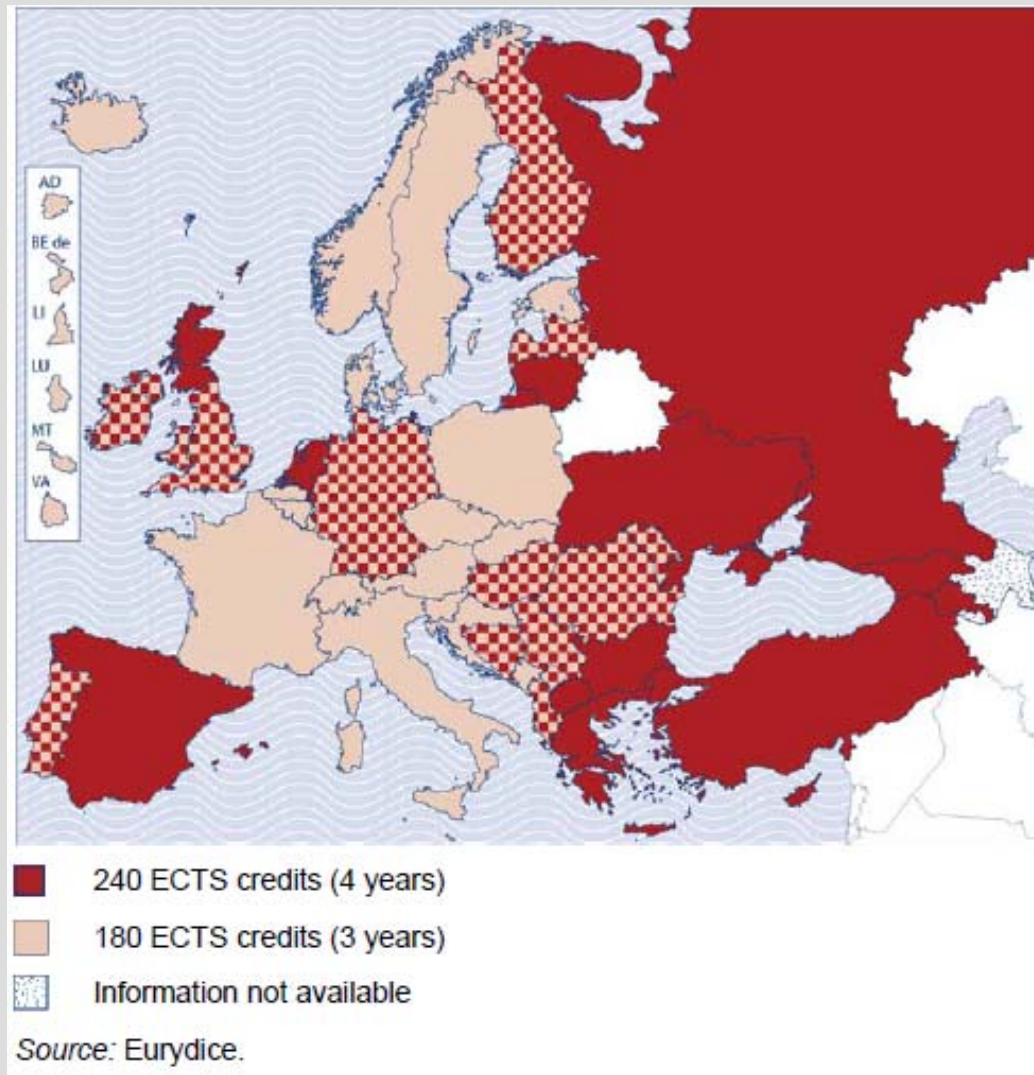 AD
BE de
LI
LU
MT
VA
240 ECTS credits (4 years)
180 ECTS credits (3 years)
Information not available
Source: Eurydice.